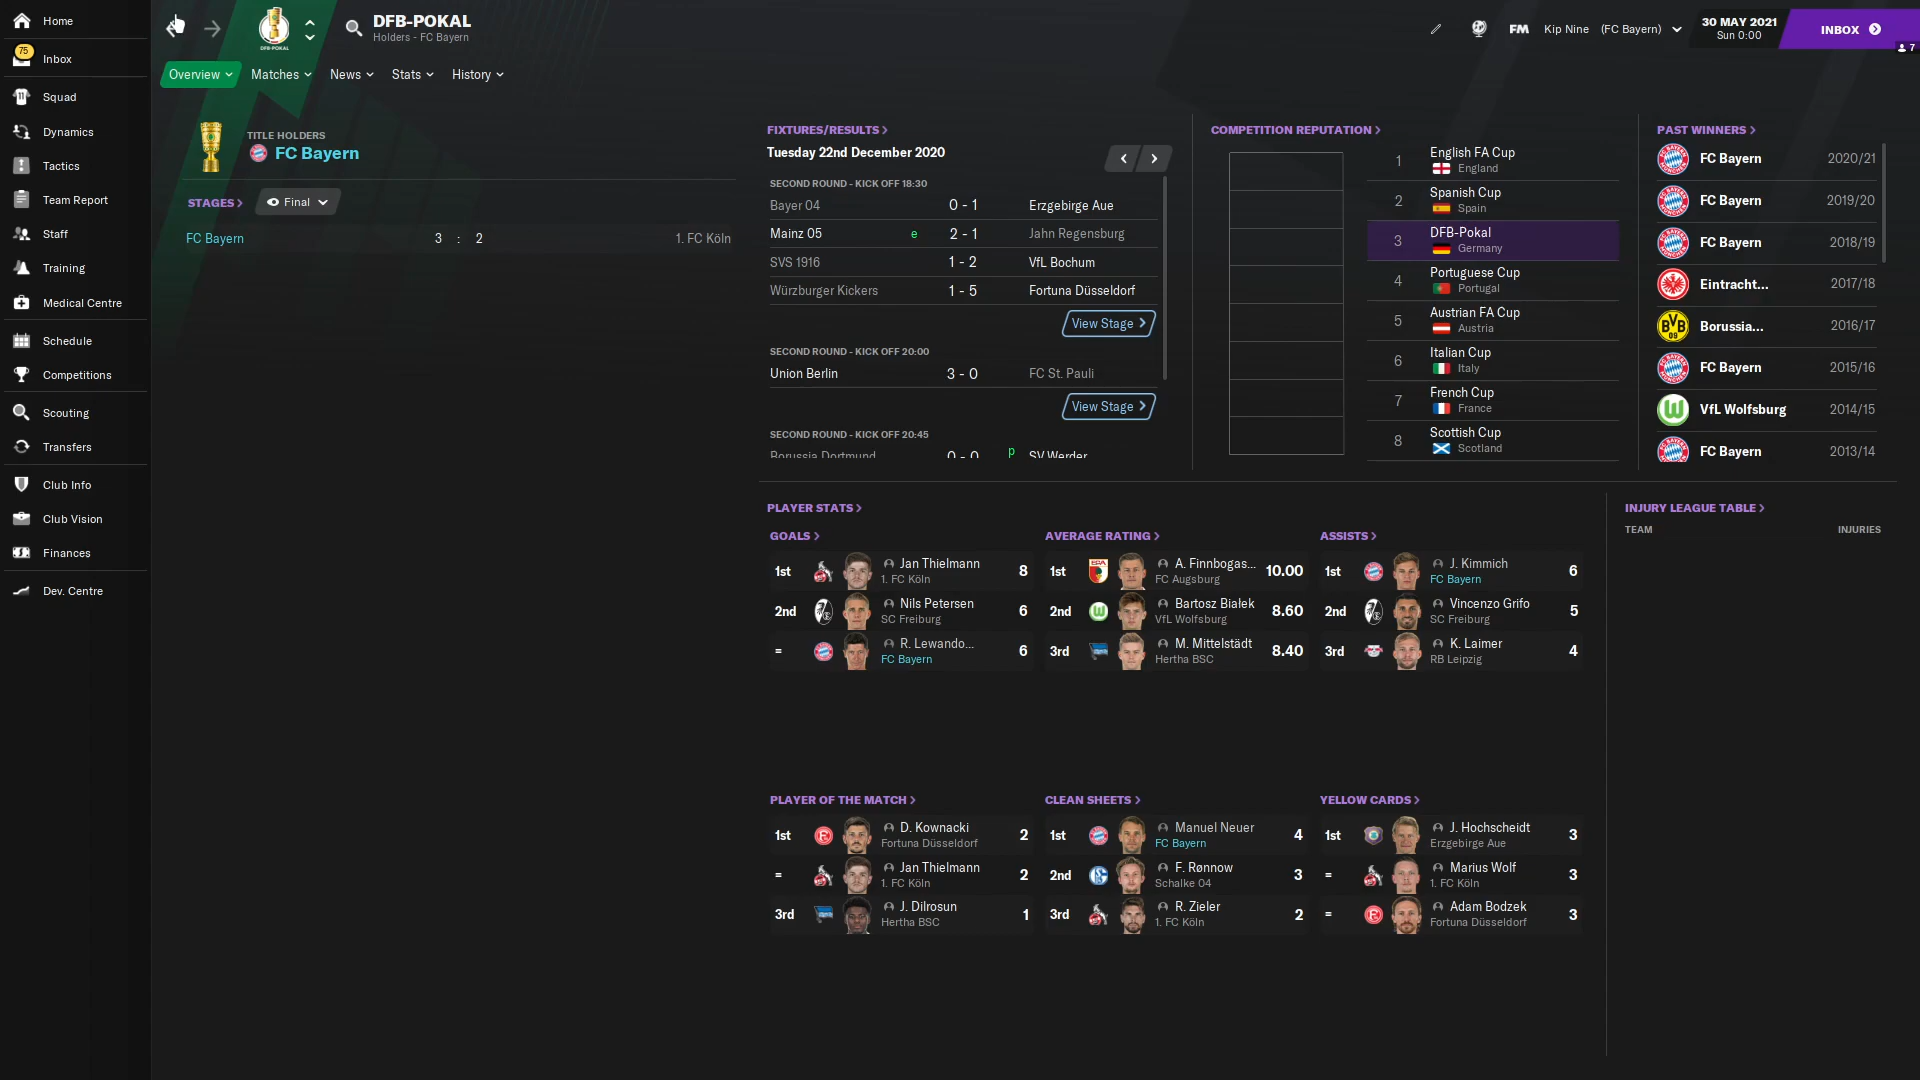 Home
75
Inbox
Squad
Dynamics
Tactics
Team Report
Staff
Training
Medical Centre
Schedule
Competitions
Scouting
Transfers
Club Info
Club Vision
Finances
Dev. Centre
DFB-POKAL
DFB-POKAL
Holders - FC Bayern
FM Kip Nine (FC Bayern)
30 MAY 2021
Sun 0:00
INBOX
7
Overview Matches News Stats History
TITLE HOLDERS
FC Bayern
STAGES Final
FC Bayern 3 : 2 1. FC Köln
FIXTURES/RESULTS
Tuesday 22nd December 2020
SECOND ROUND - KICK OFF 18:30
Bayer 04 0 - 1 Erzgebirge Aue
Mainz 05 e 2 - 1 Jahn Regensburg
SVS 1916 1 - 2 VfL Bochum
Würzburger Kickers 1 - 5 Fortuna Düsseldorf
View Stage
SECOND ROUND - KICK OFF 20:00
Union Berlin 3 - 0 FC St. Pauli
View Stage
SECOND ROUND - KICK OFF 20:45
Borussia Dortmund 0 - 0 p SV Werder
COMPETITION REPUTATION
1 English FA Cup
England
2 Spanish Cup
Spain
3 DFB-Pokal
Germany
4 Portuguese Cup
Portugal
5 Austrian FA Cup
Austria
6 Italian Cup
Italy
7 French Cup
France
8 Scottish Cup
Scotland
PAST WINNERS
FC Bayern 2020/21
FC Bayern 2019/20
FC Bayern 2018/19
Eintracht... 2017/18
Borussia... 2016/17
FC Bayern 2015/16
VfL Wolfsburg 2014/15
FC Bayern 2013/14
PLAYER STATS
GOALS
1st Jan Thielmann 8
1. FC Köln
2nd Nils Petersen 6
SC Freiburg
= R. Lewando... 6
FC Bayern
AVERAGE RATING
1st A. Finnbogas... 10.00
FC Augsburg
2nd Bartosz Bialek 8.60
VfL Wolfsburg
3rd M. Mittelstädt 8.40
Hertha BSC
ASSISTS
1st J. Kimmich 6
FC Bayern
2nd Vincenzo Grifo 5
SC Freiburg
3rd K. Laimer 4
RB Leipzig
PLAYER OF THE MATCH
1st D. Kownacki 2
Fortuna Düsseldorf
= Jan Thielmann 2
1. FC Köln
3rd J. Dilrosun 1
Hertha BSC
CLEAN SHEETS
1st Manuel Neuer 4
FC Bayern
2nd F. Rønnow 3
Schalke 04
3rd R. Zieler 2
1. FC Köln
YELLOW CARDS
1st J. Hochscheidt 3
Erzgebirge Aue
= Marius Wolf 3
1. FC Köln
= Adam Bodzek 3
Fortuna Düsseldorf
INJURY LEAGUE TABLE
TEAM INJURIES